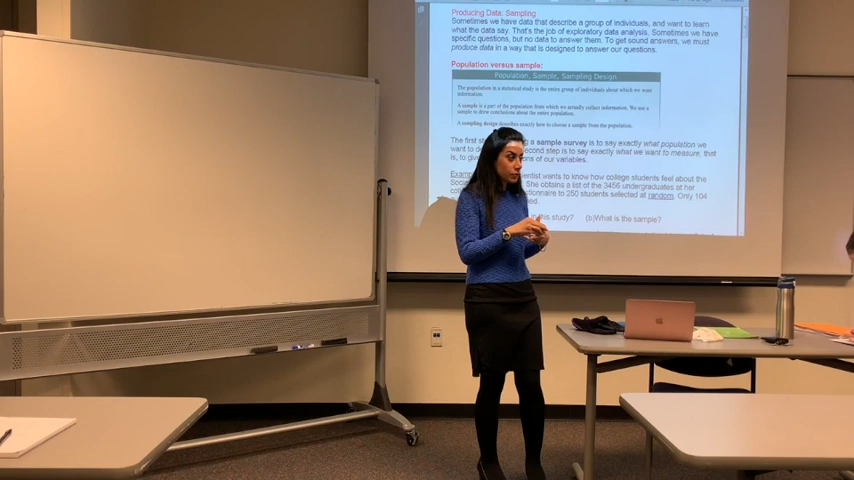 Producing Data: Sampling
Sometimes we have data that describe a group of individuals, and want to learn
what the data say. That's the job of exploratory data analysis. Sometimes we have
specific questions, but no data to answer them. To get sound answers, we must
produce data in a way that is designed to answer our questions.
Population versus sample:
Population, Sample, Sampling Design
The population in a statistical study is the entire group of individuals about which we want
information.
A sample is a part of the population from which we actually collect information. We use a
sample to draw conclusions about the entire population.
A sampling design describes exactly how to choose a sample from the population.
The first a sample survey is to say exactly what population we
want to second step is to say exactly what we want to measure, that
is, to of our variables.
wants to know how college students feel about the
She obtains a list of the 3456 undergraduates at her
to 250 students selected at random. Only 104
in this study? (b)What is the sample?